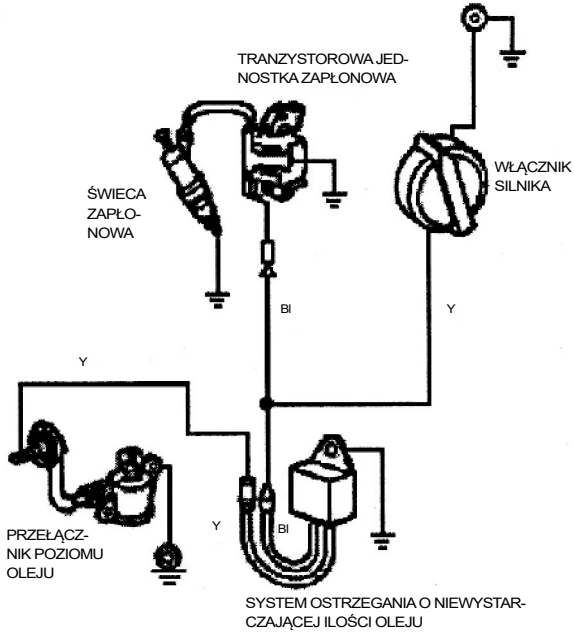 TRANZYSTOROWA JED-
NOSTKA ZAPŁONOWA
WŁĄCZNIK
SILNIKA
ŚWIECA
ZAPŁO-
NOWA
Bl
Y
Y
Y
Bl
PRZEŁĄCZ-
NIK POZIOMU
OLEJU
SYSTEM OSTRZEGANIA O NIEWYSTAR-
CZAJĄCEJ ILOŚCI OLEJU